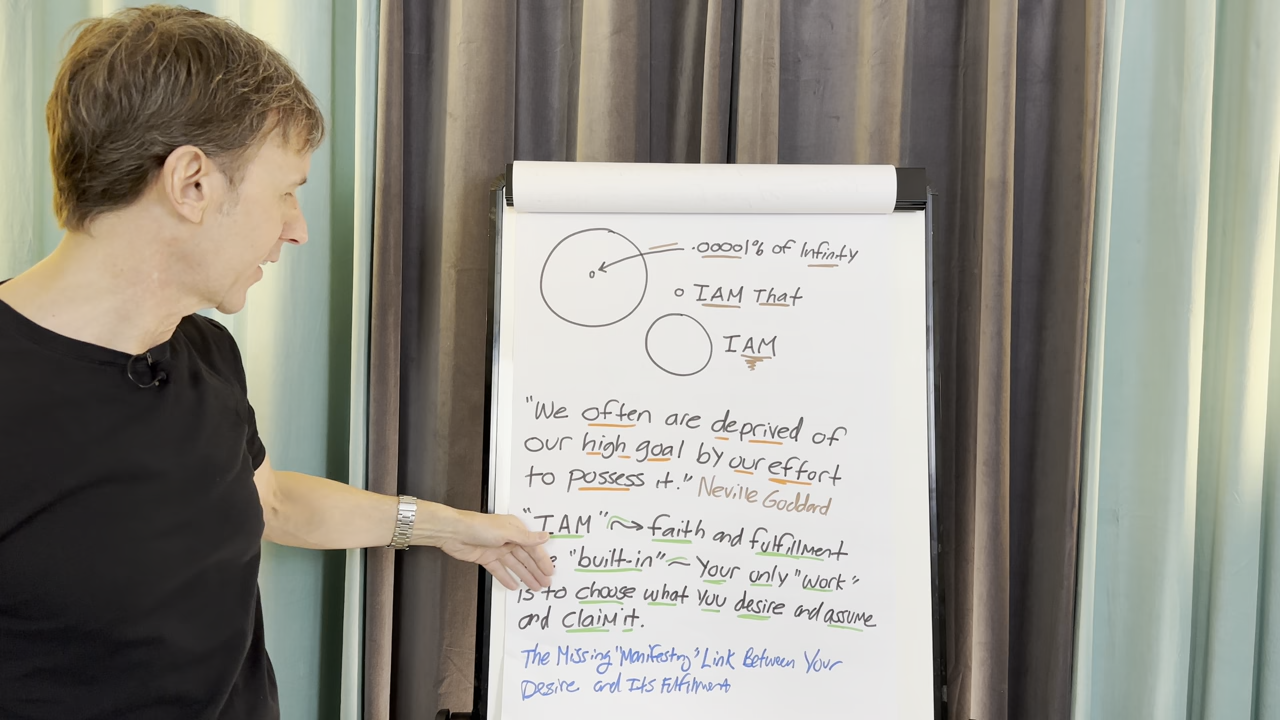 .00001% of Infinity
I AM That
I AM
"We often are deprived of
our high goal by our effort
to possess it." Neville Goddard
"I AM" faith and fulfillment
"built-in" Your only "work"
is to choose what you desire and assume
and claim it.
The Missing "Manifesting" Link Between Your
Desire and Its Fulfillment